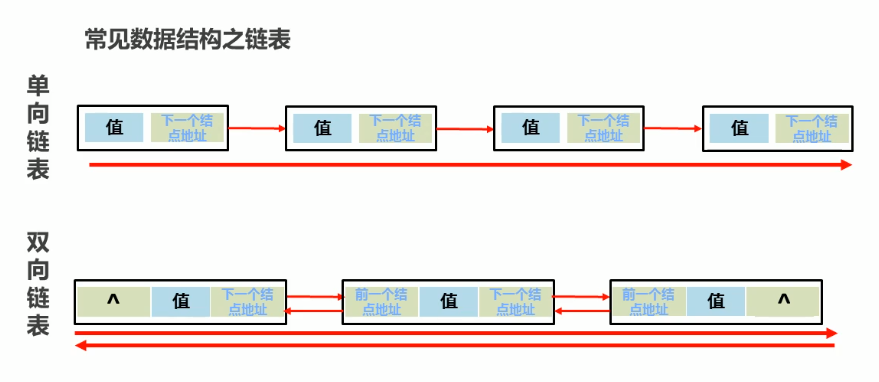 常见数据结构之链表
单向链表
值
下一个结
点地址
值
下一个结
点地址
值
下一个结
点地址
值
下一个结
点地址
双向链表
^
值
下一个结
点地址
前一个结
点地址
值
下一个结
点地址
前一个结
点地址
值
^